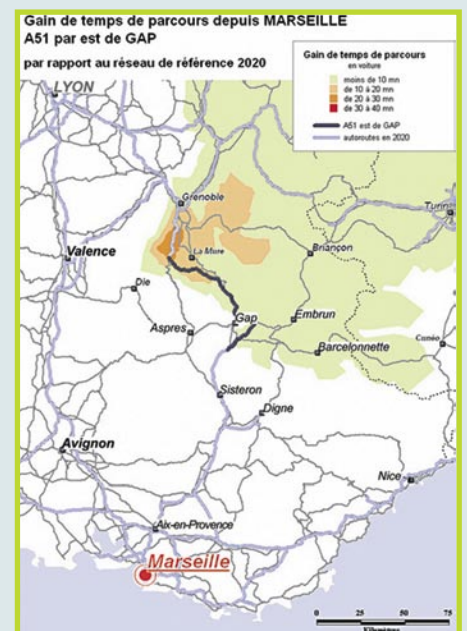 Gain de temps de parcours depuis MARSEILLE
A51 par est de GAP
par rapport au réseau de référence 2020
Gain de temps de parcours
en voiture
moins de 10 mn
de 10 à 20 mn
de 20 à 30 mn
de 30 à 40 mn
A51 est de GAP
autoroutes en 2020
LYON
Grenoble
Turin
Valence
La Mure
Briançon
Die
Gap
Embrun
Aspres
Cunéo
Barcelonnette
Sisteron
Digne
Avignon
Nice
Aix-en-Provence
Marseille
0 25 50 75
Kilomètres